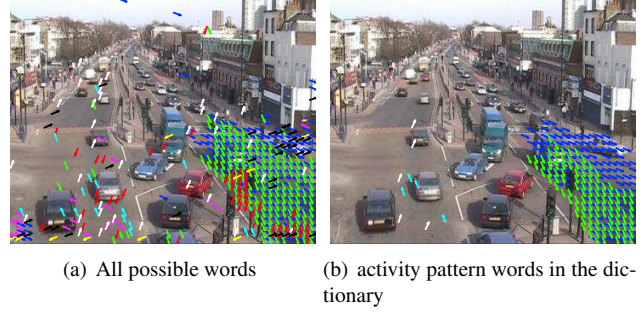 (a) All possible words
(b) activity pattern words in the dic-
tionary